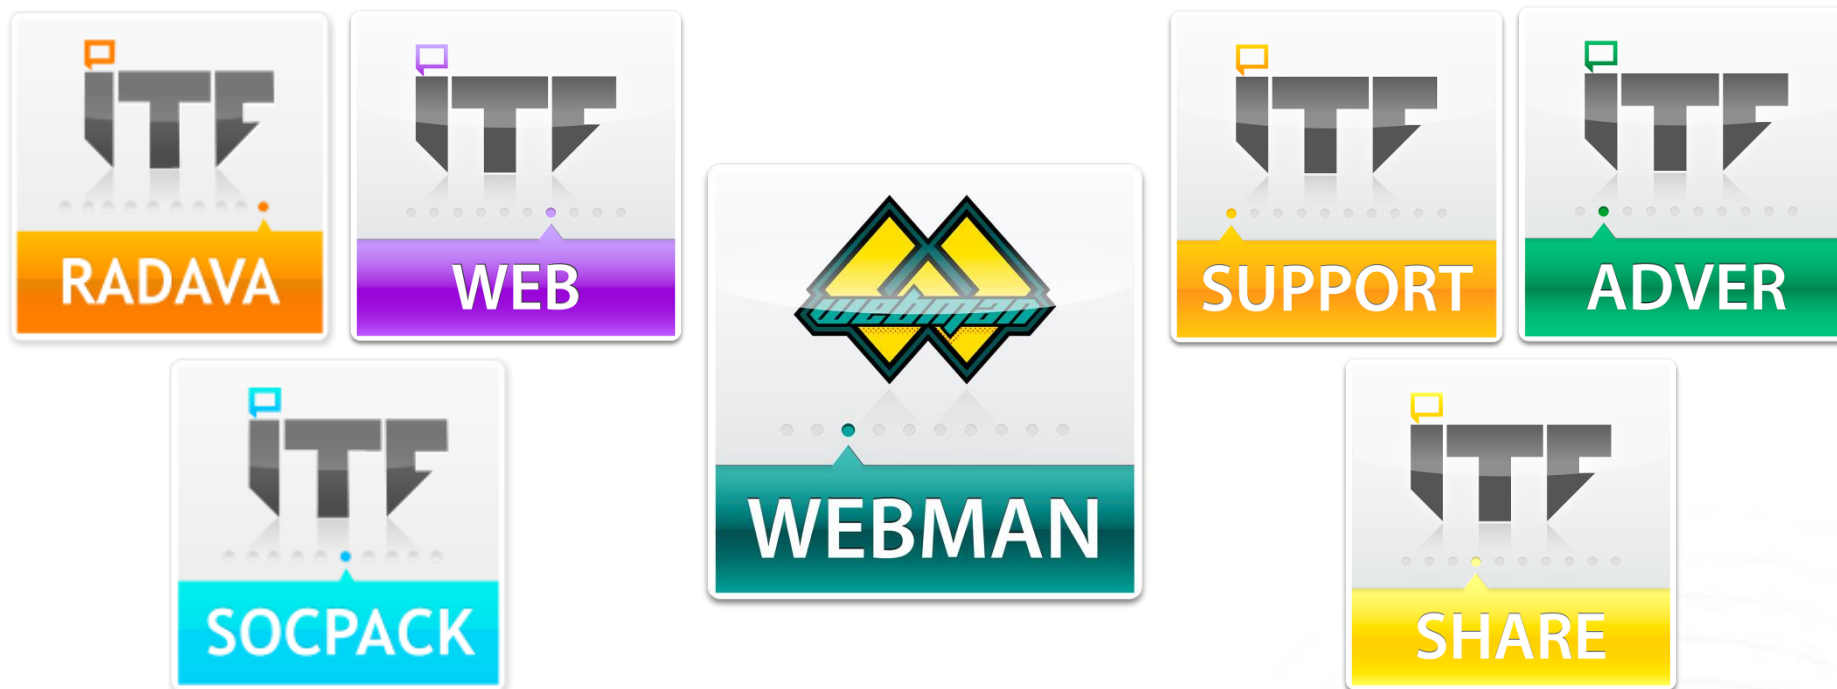 iTF
RADAVA
iTF
WEB
webman
WEBMAN
iTF
SUPPORT
iTF
ADVER
iTF
SOCPACK
iTF
SHARE